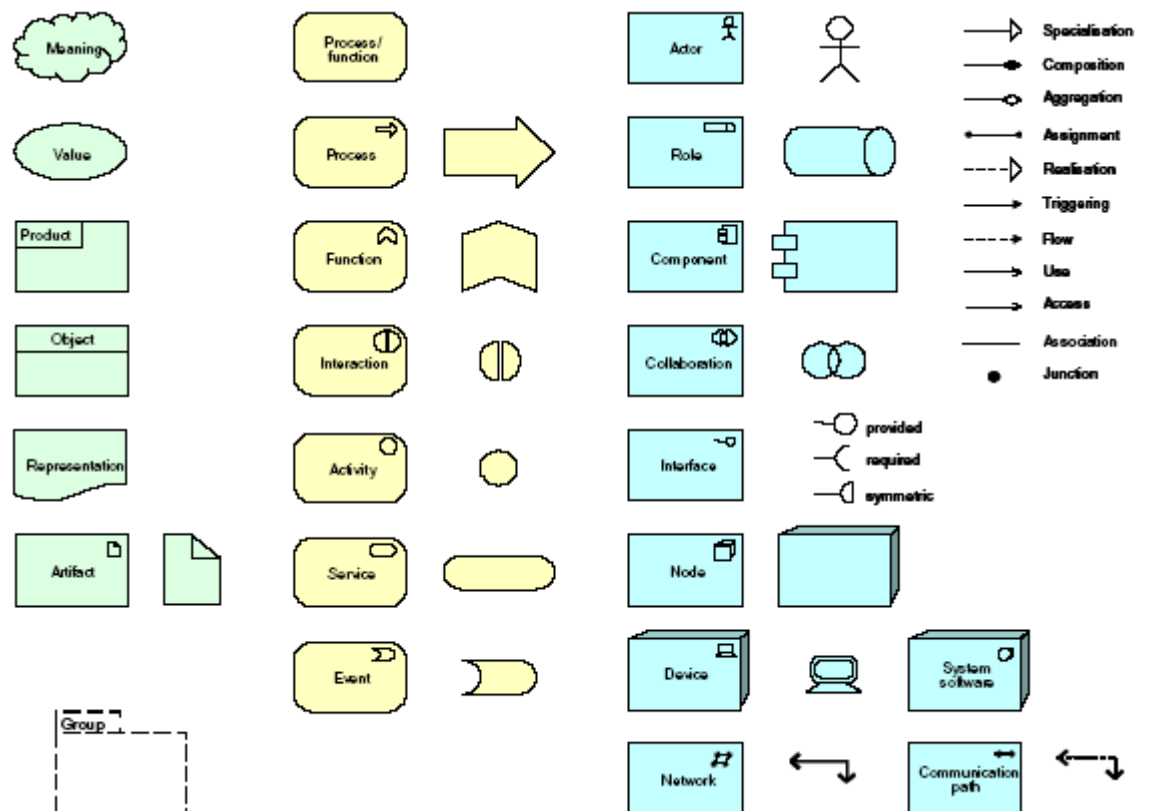 Meaning
Process/
function
Actor
Specialisation
Composition
Aggregation
Value
Process
Role
Assignment
Realisation
Triggering
Product
Function
Component
Flow
Use
Access
Object
Interaction
Collaboration
Association
Junction
Representation
Activity
Interface
provided
required
symmetric
Artifact
Service
Node
Event
Device
System
software
Group
Network
Communication
path